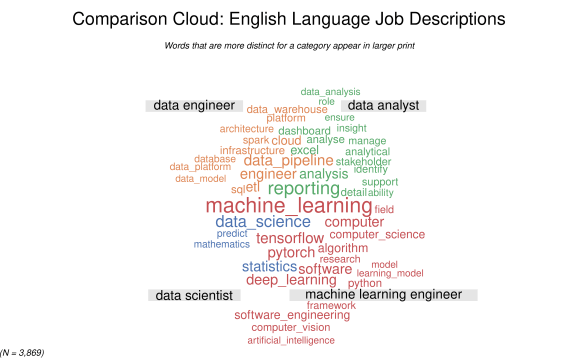 Comparison Cloud: English Language Job Descriptions
Words that are more distinct for a category appear in larger print
data_analysis
role
data engineer data analyst
data_warehouse
platform ensure
architecture dashboard insight
spark cloud analyse manage
infrastructure excel analytical
database data_pipeline stakeholder
data_platform identify
engineer analysis
data_model support
sql etl reporting detail ability
machine_learning field
data_science computer
predict tensorflow computer_science
mathematics
pytorch algorithm
research
statistics software model
learning_model
deep_learning python
data scientist machine learning engineer
framework
software_engineering
computer_vision
artificial_intelligence
(N = 3,869)